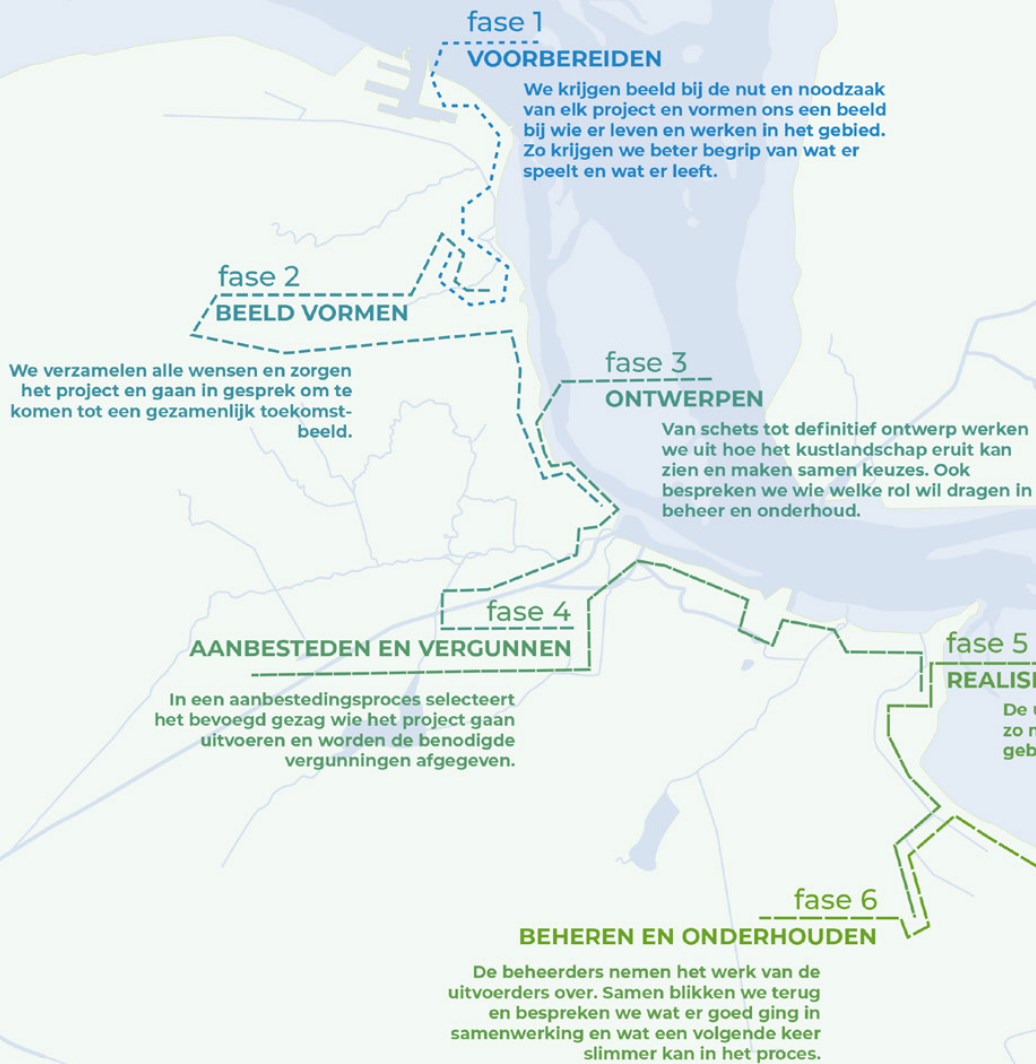 fase 1
VOORBEREIDEN
We krijgen beeld bij de nut en noodzaak
van elk project en vormen ons een beeld
bij wie er leven en werken in het gebied.
Zo krijgen we beter begrip van wat er
speelt en wat er leeft.
fase 2
BEELD VORMEN
We verzamelen alle wensen en zorgen
het project en gaan in gesprek om te
komen tot een gezamenlijk toekomst-
beeld.
fase 3
ONTWERPEN
Van schets tot definitief ontwerp werken
we uit hoe het kustlandschap eruit kan
zien en maken samen keuzes. Ook
bespreken we wie welke rol wil dragen in
beheer en onderhoud.
fase 4
AANBESTEDEN EN VERGUNNEN
In een aanbestedingsproces selecteert
het bevoegd gezag wie het project gaan
uitvoeren en worden de benodigde
vergunningen afgegeven.
fase 5
De
zo
fase 6
BEHEREN EN ONDERHOUDEN
De beheerders nemen het werk van de
uitvoerders over. Samen blikken we terug
en bespreken we wat er goed ging in
samenwerking en wat een volgende keer
slimmer kan in het proces.